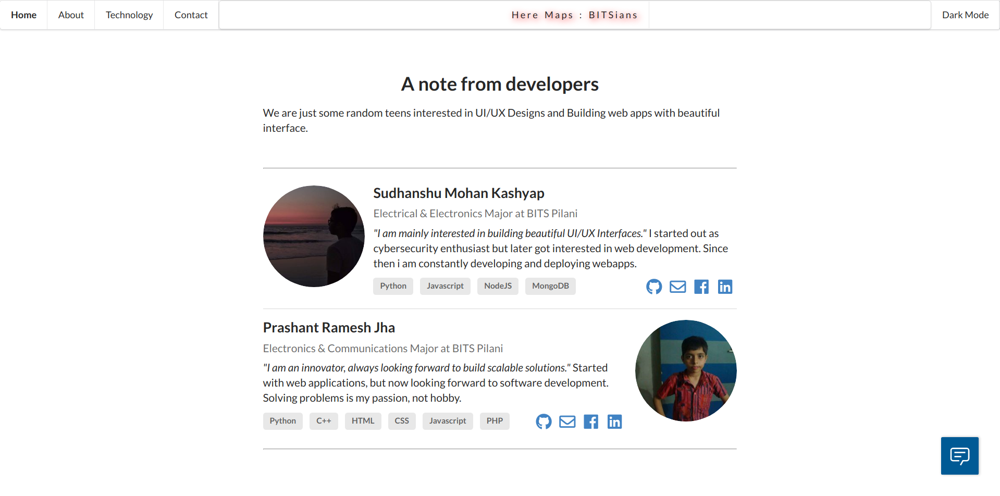 Home About Technology Contact Here Maps : BITSians Dark Mode
A note from developers
We are just some random teens interested in UI/UX Designs and Building web apps with beautiful
interface.
Sudhanshu Mohan Kashyap
Electrical & Electronics Major at BITS Pilani
"I am mainly interested in building beautiful UI/UX Interfaces." I started out as
cybersecurity enthusiast but later got interested in web development. Since
then i am constantly developing and deploying webapps.
Python Javascript NodeJS MongoDB
Prashant Ramesh Jha
Electronics & Communications Major at BITS Pilani
"I am an innovator, always looking forward to build scalable solutions." Started
with web applications, but now looking forward to software development.
Solving problems is my passion, not hobby.
Python C++ HTML CSS Javascript PHP